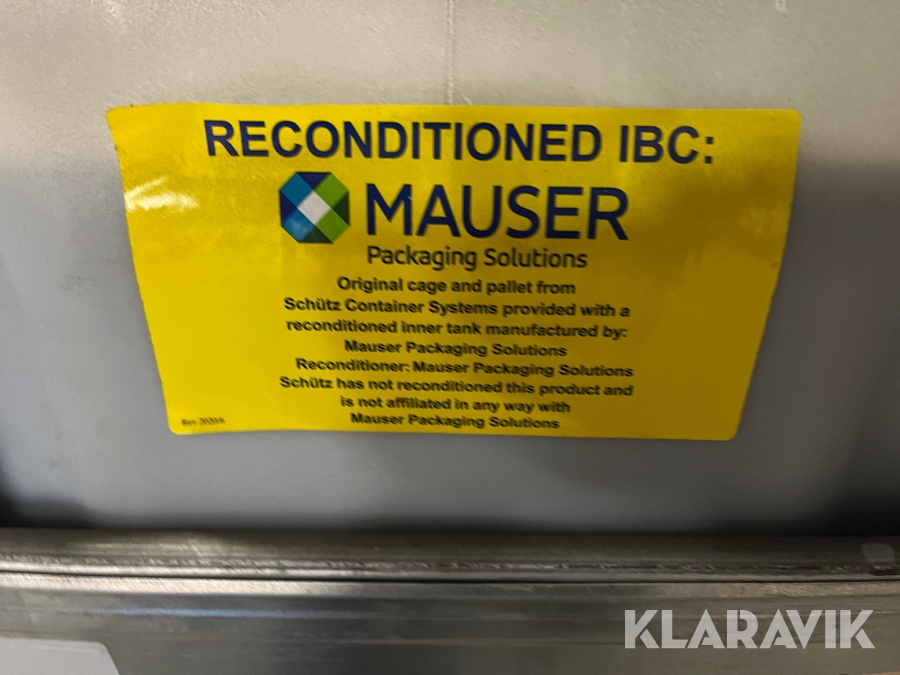 RECONDITIONED IBC:
MAUSER
Packaging Solutions
Original cage and pallet from
Schütz Container Systems provided with a
reconditioned inner tank manufactured by:
Mauser Packaging Solutions
Reconditioner: Mauser Packaging Solutions
Schütz has not reconditioned this product and
is not affiliated in any way with
Mauser Packaging Solutions
KLARAVIK